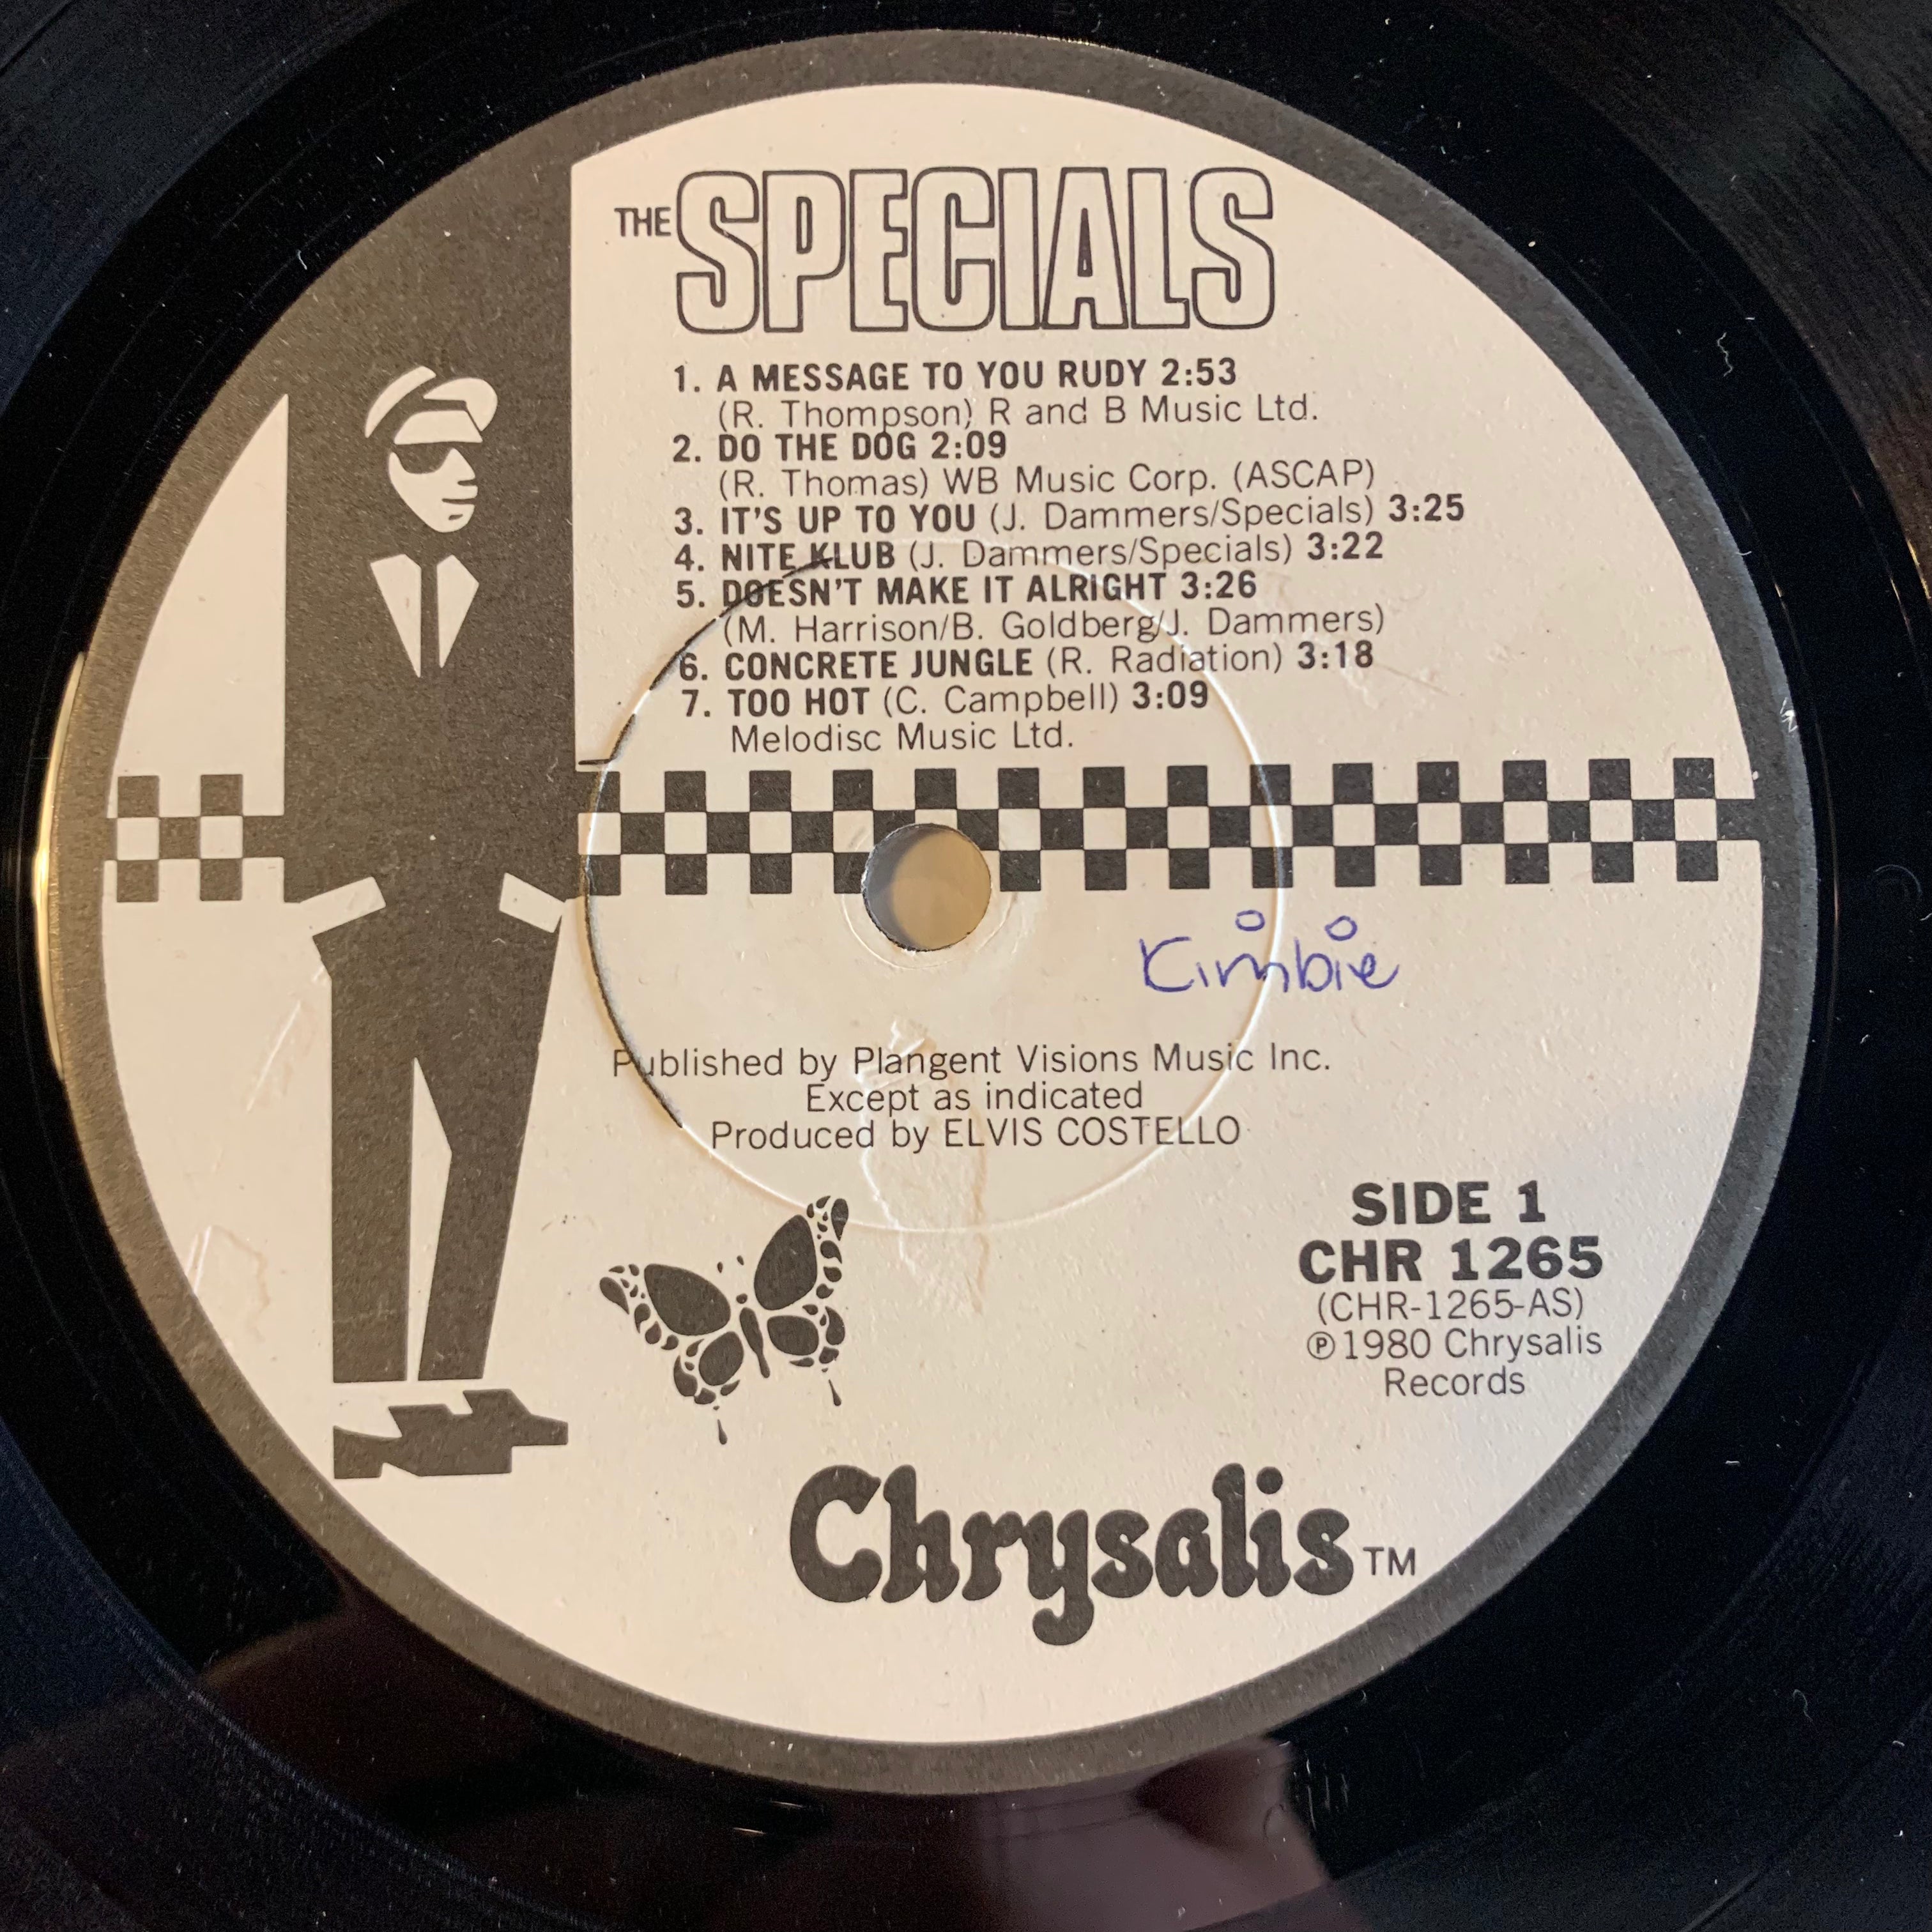 THE SPECIALS
1. A MESSAGE TO YOU RUDY 2:53
(R. Thompson) R and B Music Ltd.
2. DO THE DOG 2:09
(R. Thomas) WB Music Corp. (ASCAP)
3. IT'S UP TO YOU (J. Dammers/Specials) 3:25
4. NITE KLUB (J. Dammers/Specials) 3:22
5. DOESN'T MAKE IT ALRIGHT 3:26
(M. Harrison/B. Goldberg/J. Dammers)
6. CONCRETE JUNGLE (R. Radiation) 3:18
7. TOO HOT (C. Campbell) 3:09
Melodisc Music Ltd.
Kimbie
Published by Plangent Visions Music Inc.
Except as indicated
Produced by ELVIS COSTELLO
SIDE 1
CHR 1265
(CHR-1265-AS)
℗1980 Chrysalis
Records
Chrysalis TM